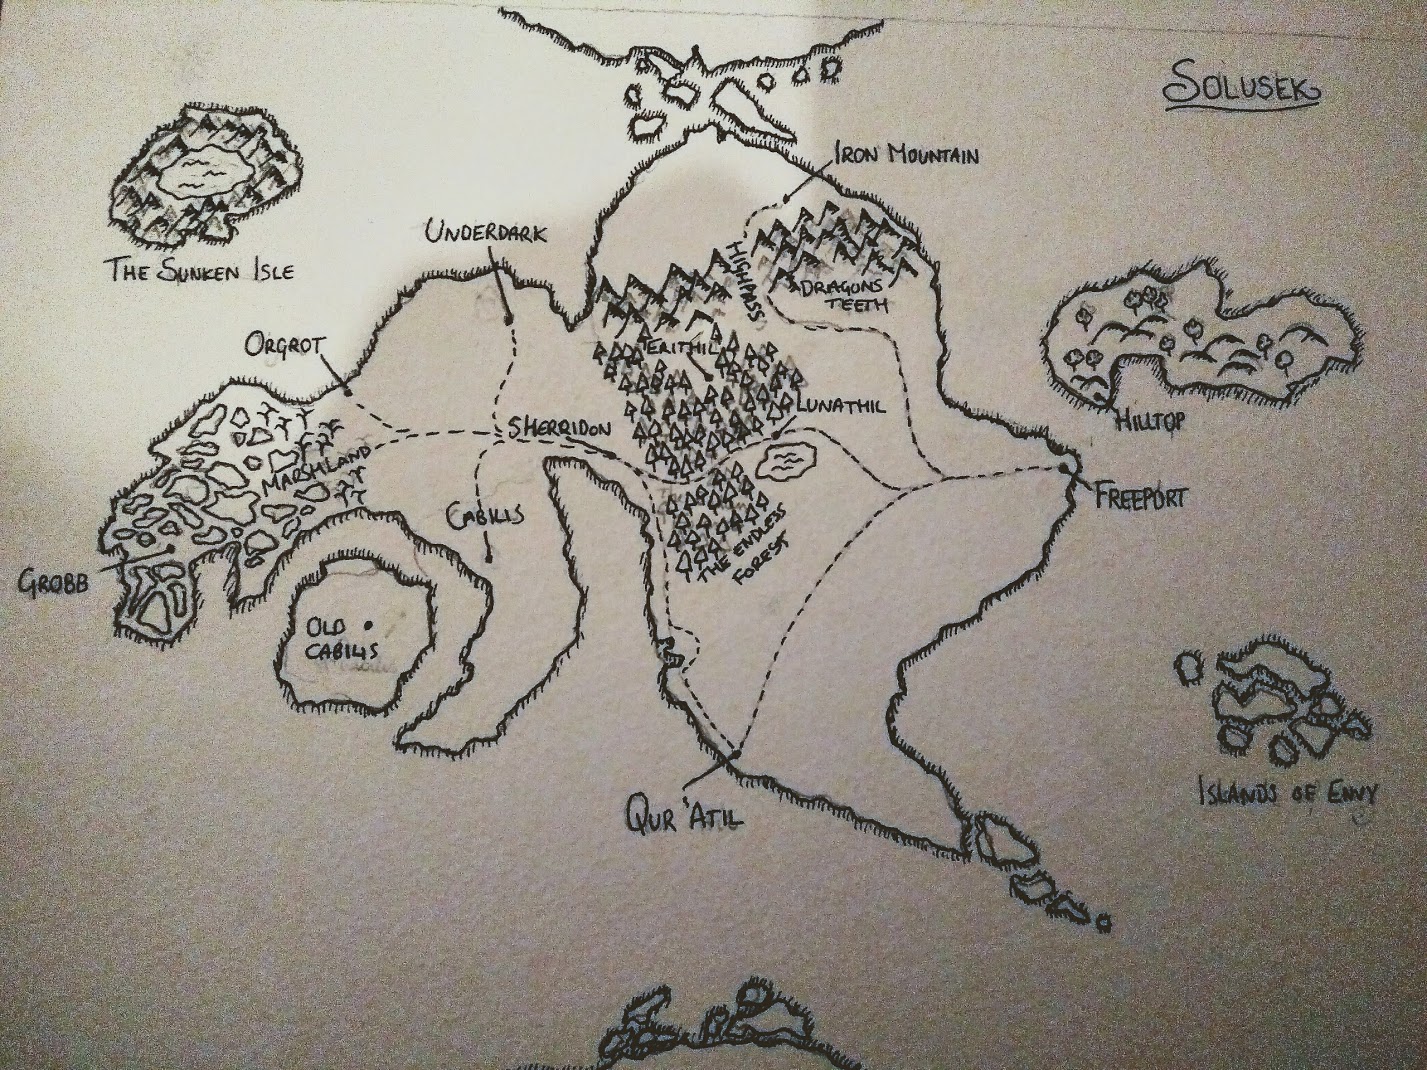 SOLUSEK
IRON MOUNTAIN
UNDERDARK
THE SUNKEN ISLE
HIGHPASS
DRAGONS
TEETH
ORGROT
ERITHIL
LUNATHIL
HILLTOP
SHERRIDON
MARSHLAND
FREEPORT
CABILIS
THE ENDLESS
FOREST
GROBB
OLD
CABILIS
ISLANDS OF ENVY
QUR'ATIL